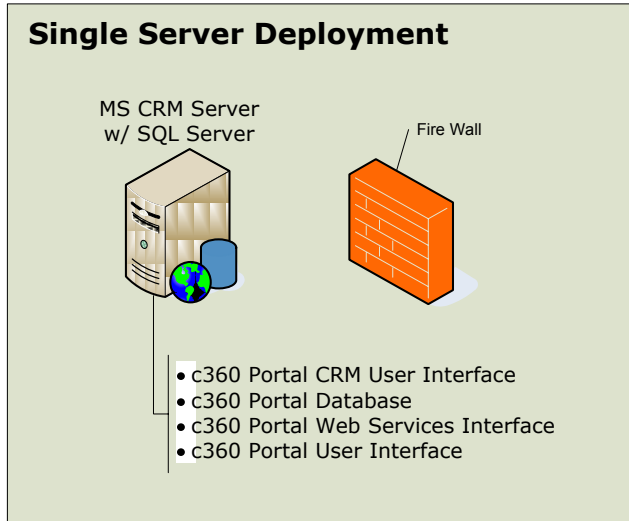 Single Server Deployment
MS CRM Server
w/ SQL Server
Fire Wall
• c360 Portal CRM User Interface
• c360 Portal Database
• c360 Portal Web Services Interface
• c360 Portal User Interface